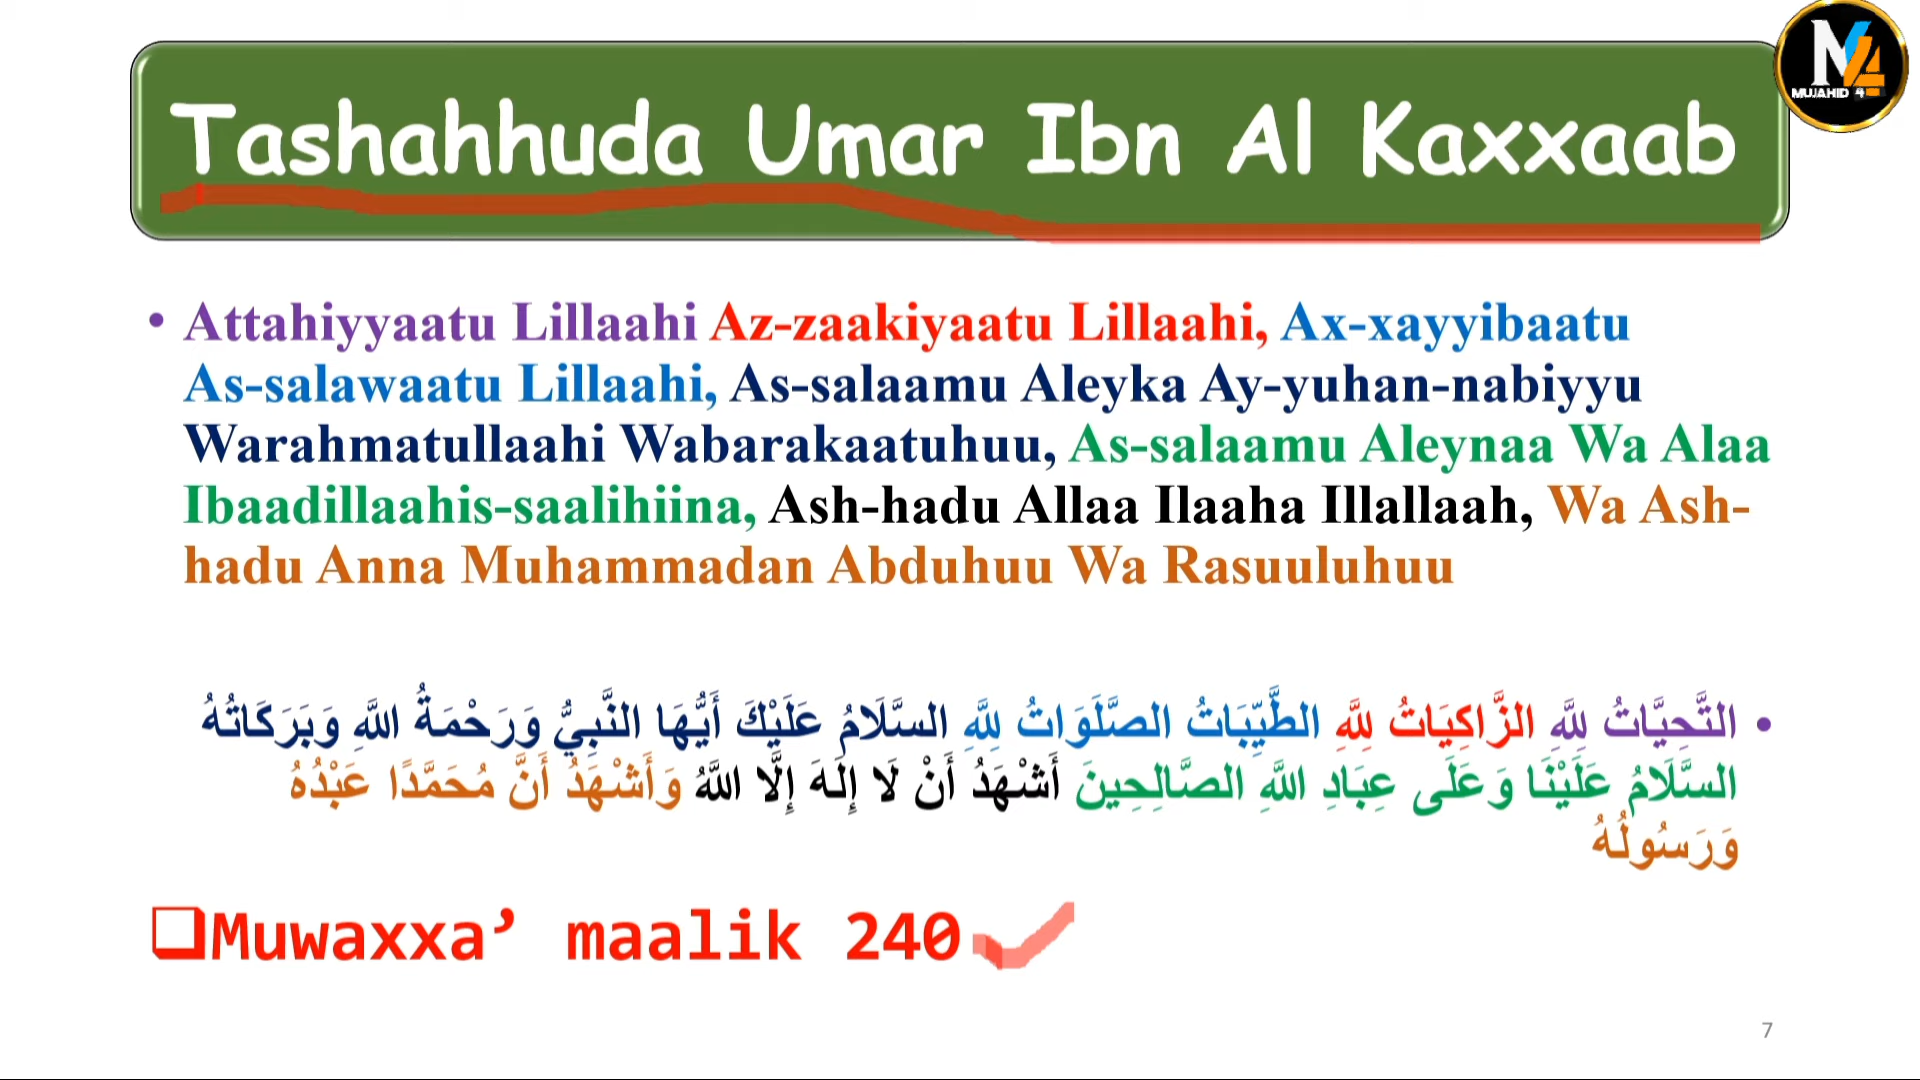 Tashahhuda Umar Ibn Al Kaxxaab
M4
MUJAHID 4
• Attahiyyaatu Lillaahi Az-zaakiyaatu Lillaahi, Ax-xayyibaatu
As-salawaatu Lillaahi, As-salaamu Aleyka Ay-yuhan-nabiyyu
Warahmatullaahi Wabarakaatuhuu, As-salaamu Aleynaa Wa Alaa
Ibaadillaahis-saalihiina, Ash-hadu Allaa Ilaaha Illallaah, Wa Ash-
hadu Anna Muhammadan Abduhuu Wa Rasuuluhuu
• التَّحِيَّاتُ لِلَّهِ الزَّاكِيَاتُ لِلَّهِ الطَّيِّبَاتُ الصَّلَوَاتُ لِلَّهِ السَّلَامُ عَلَيْكَ أَيُّهَا النَّبِيُّ وَرَحْمَةُ اللَّهِ وَبَرَكَاتُهُ
السَّلَامُ عَلَيْنَا وَعَلَى عِبَادِ اللَّهِ الصَّالِحِينَ أَشْهَدُ أَنْ لَا إِلَهَ إِلَّا اللَّهُ وَأَشْهَدُ أَنَّ مُحَمَّدًا عَبْدُهُ
وَرَسُولُهُ
❑Muwaxxa’ maalik 240
7